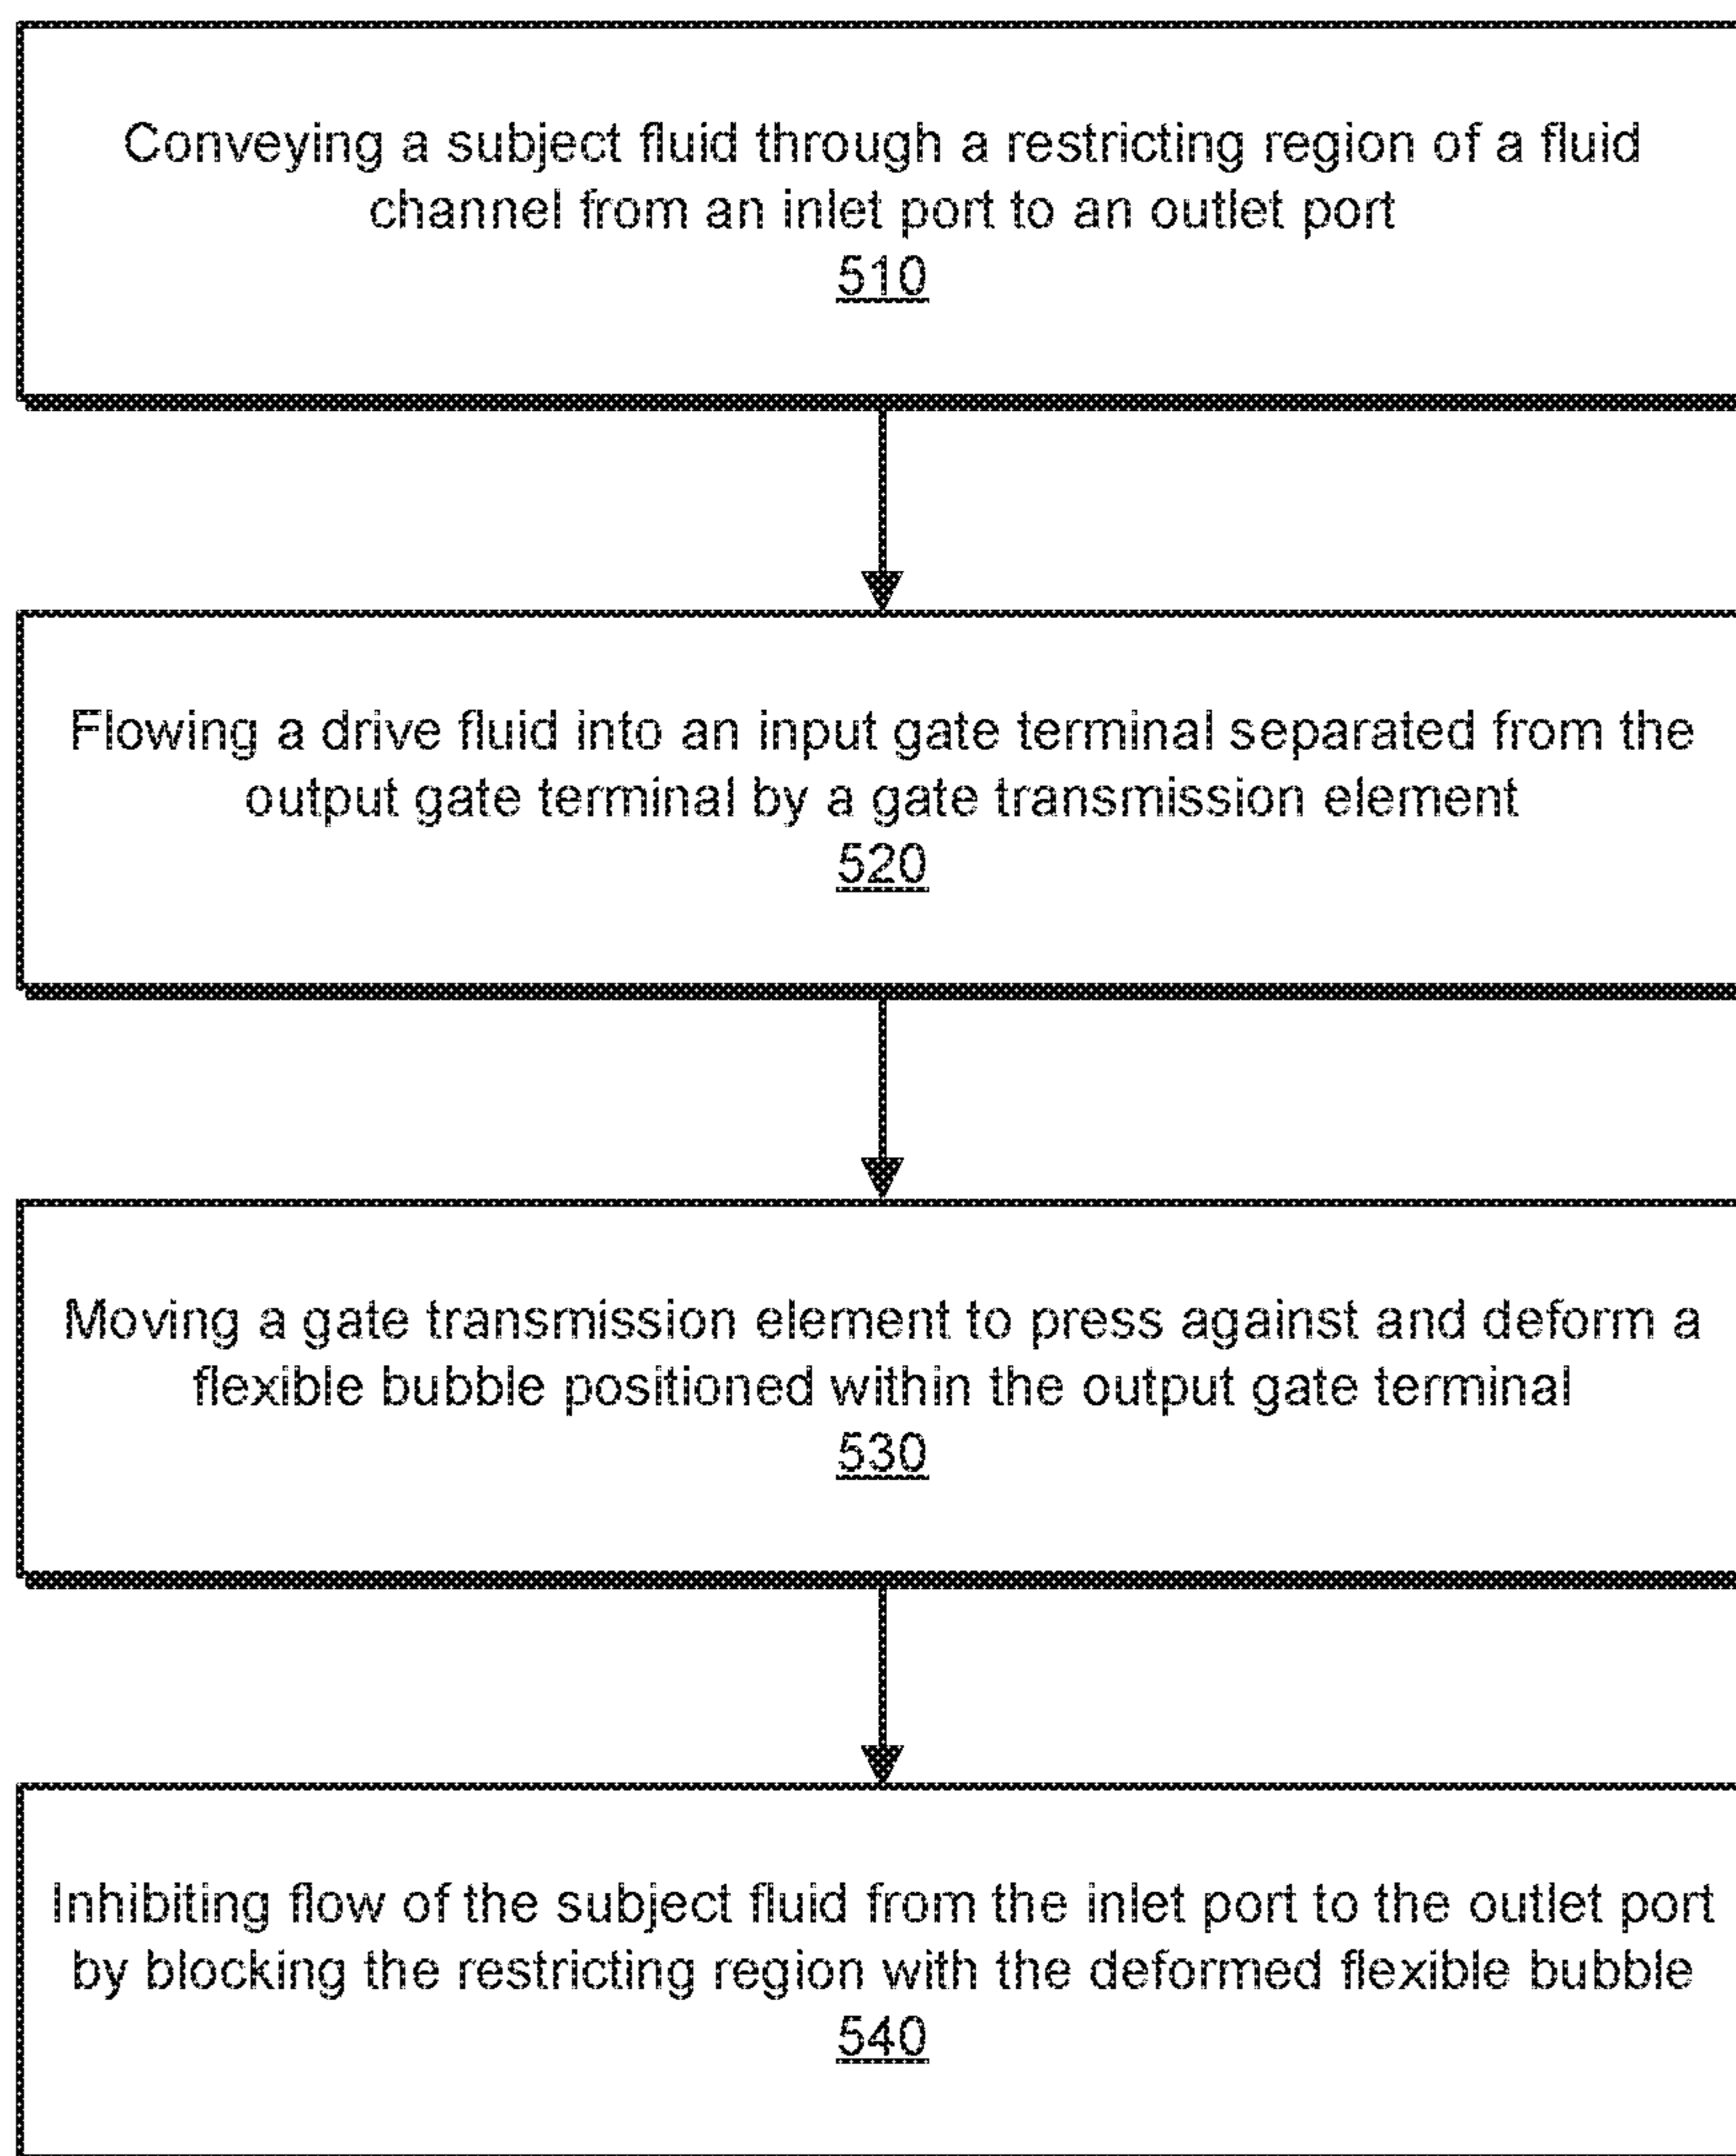 Conveying a subject fluid through a restricting region of a fluid
channel from an inlet port to an outlet port
510
Flowing a drive fluid into an input gate terminal separated from the
output gate terminal by a gate transmission element
520
Moving a gate transmission element to press against and deform a
flexible bubble positioned within the output gate terminal
530
Inhibiting flow of the subject fluid from the inlet port to the outlet port
by blocking the restricting region with the deformed flexible bubble
540